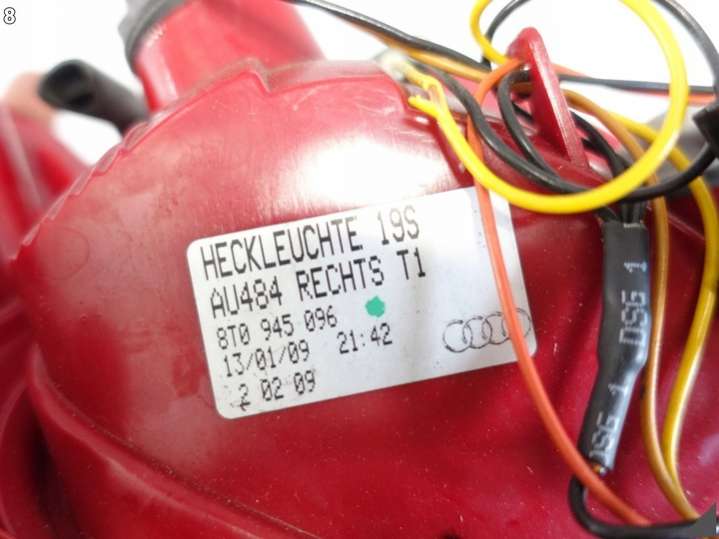 8
HECKLEUCHTE 19S
AU484 RECHTS T1
8T0 945 096
13/01/09 21:42
2 02 09
DSG 1
DSG 1